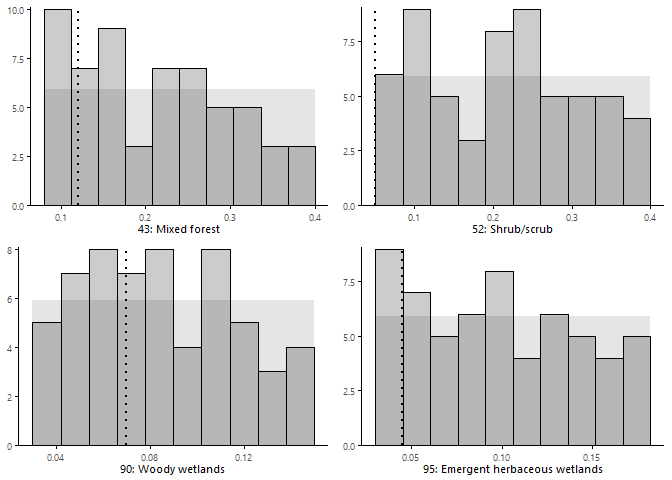 10.0
7.5
5.0
2.5
0.0
0.1 0.2 0.3 0.4
43: Mixed forest
7.5
5.0
2.5
0.0
0.1 0.2 0.3 0.4
52: Shrub/scrub
8
6
4
2
0
0.04 0.08 0.12
90: Woody wetlands
7.5
5.0
2.5
0.0
0.05 0.10 0.15
95: Emergent herbaceous wetlands